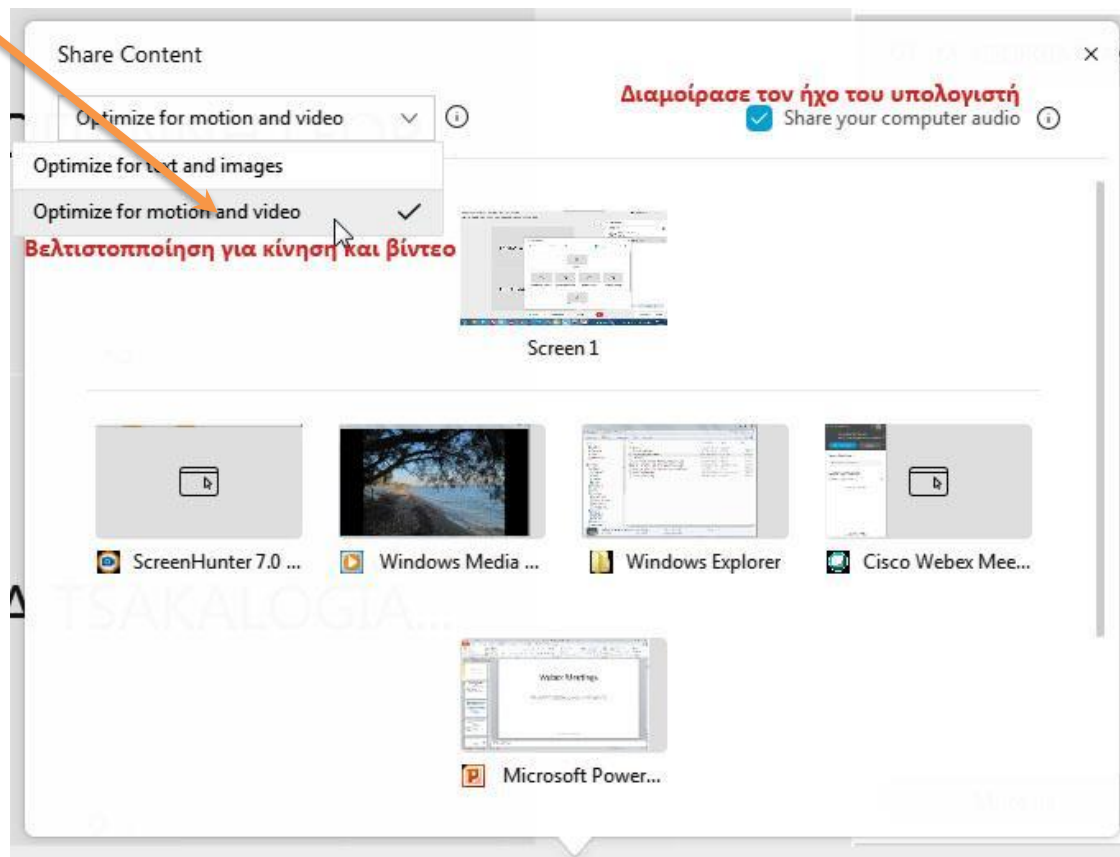 Share Content
Διαμοίρασε τον ήχο του υπολογιστή
Optimize for motion and video
Share your computer audio
Optimize for text and images
Optimize for motion and video
Βελτιστοπποίηση για κίνηση και βίντεο
Screen 1
ScreenHunter 7.0 ...
Windows Media ...
Windows Explorer
Cisco Webex Mee...
TSAKALOGIA...
Webex Meetings
Microsoft Power...